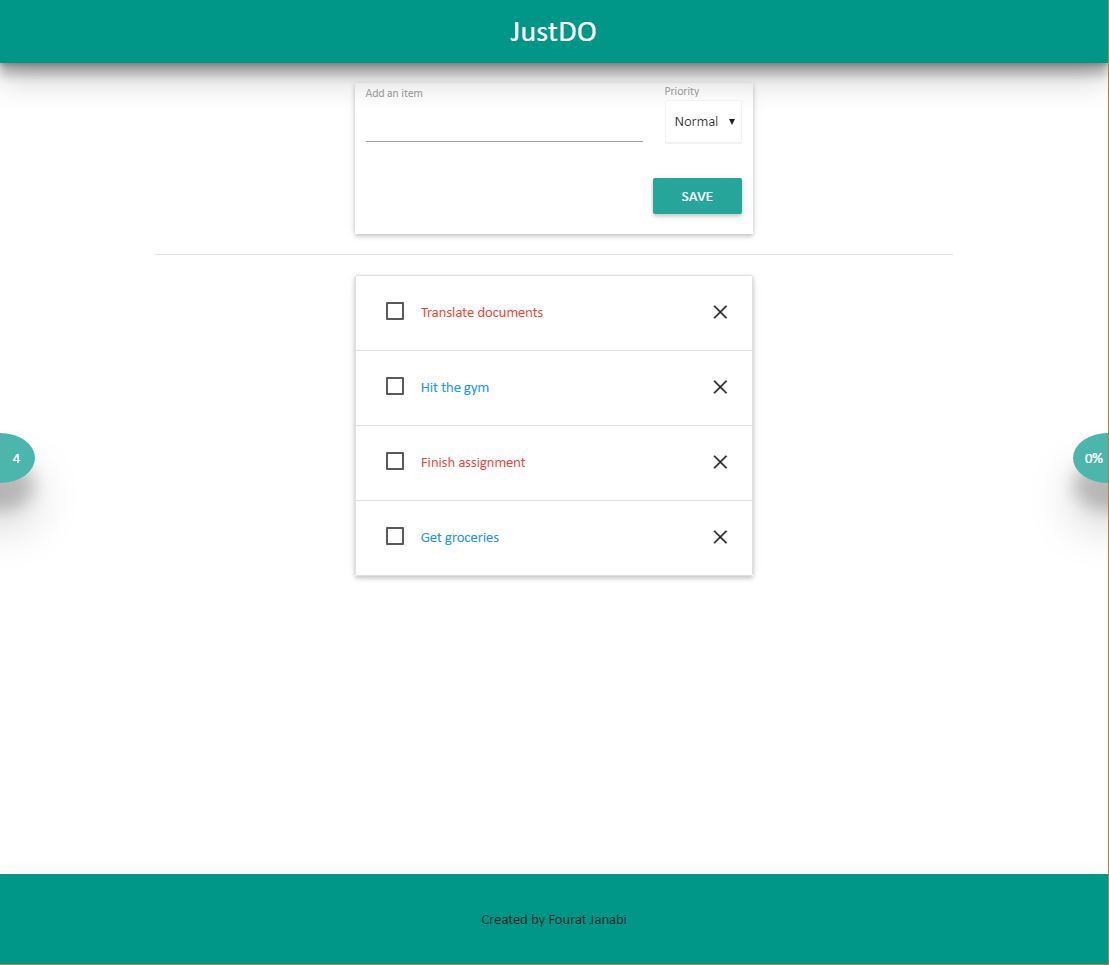 JustDO
Add an item
Priority
Normal
SAVE
Translate documents
Hit the gym
4
0%
Finish assignment
Get groceries
Created by Fourat Janabi